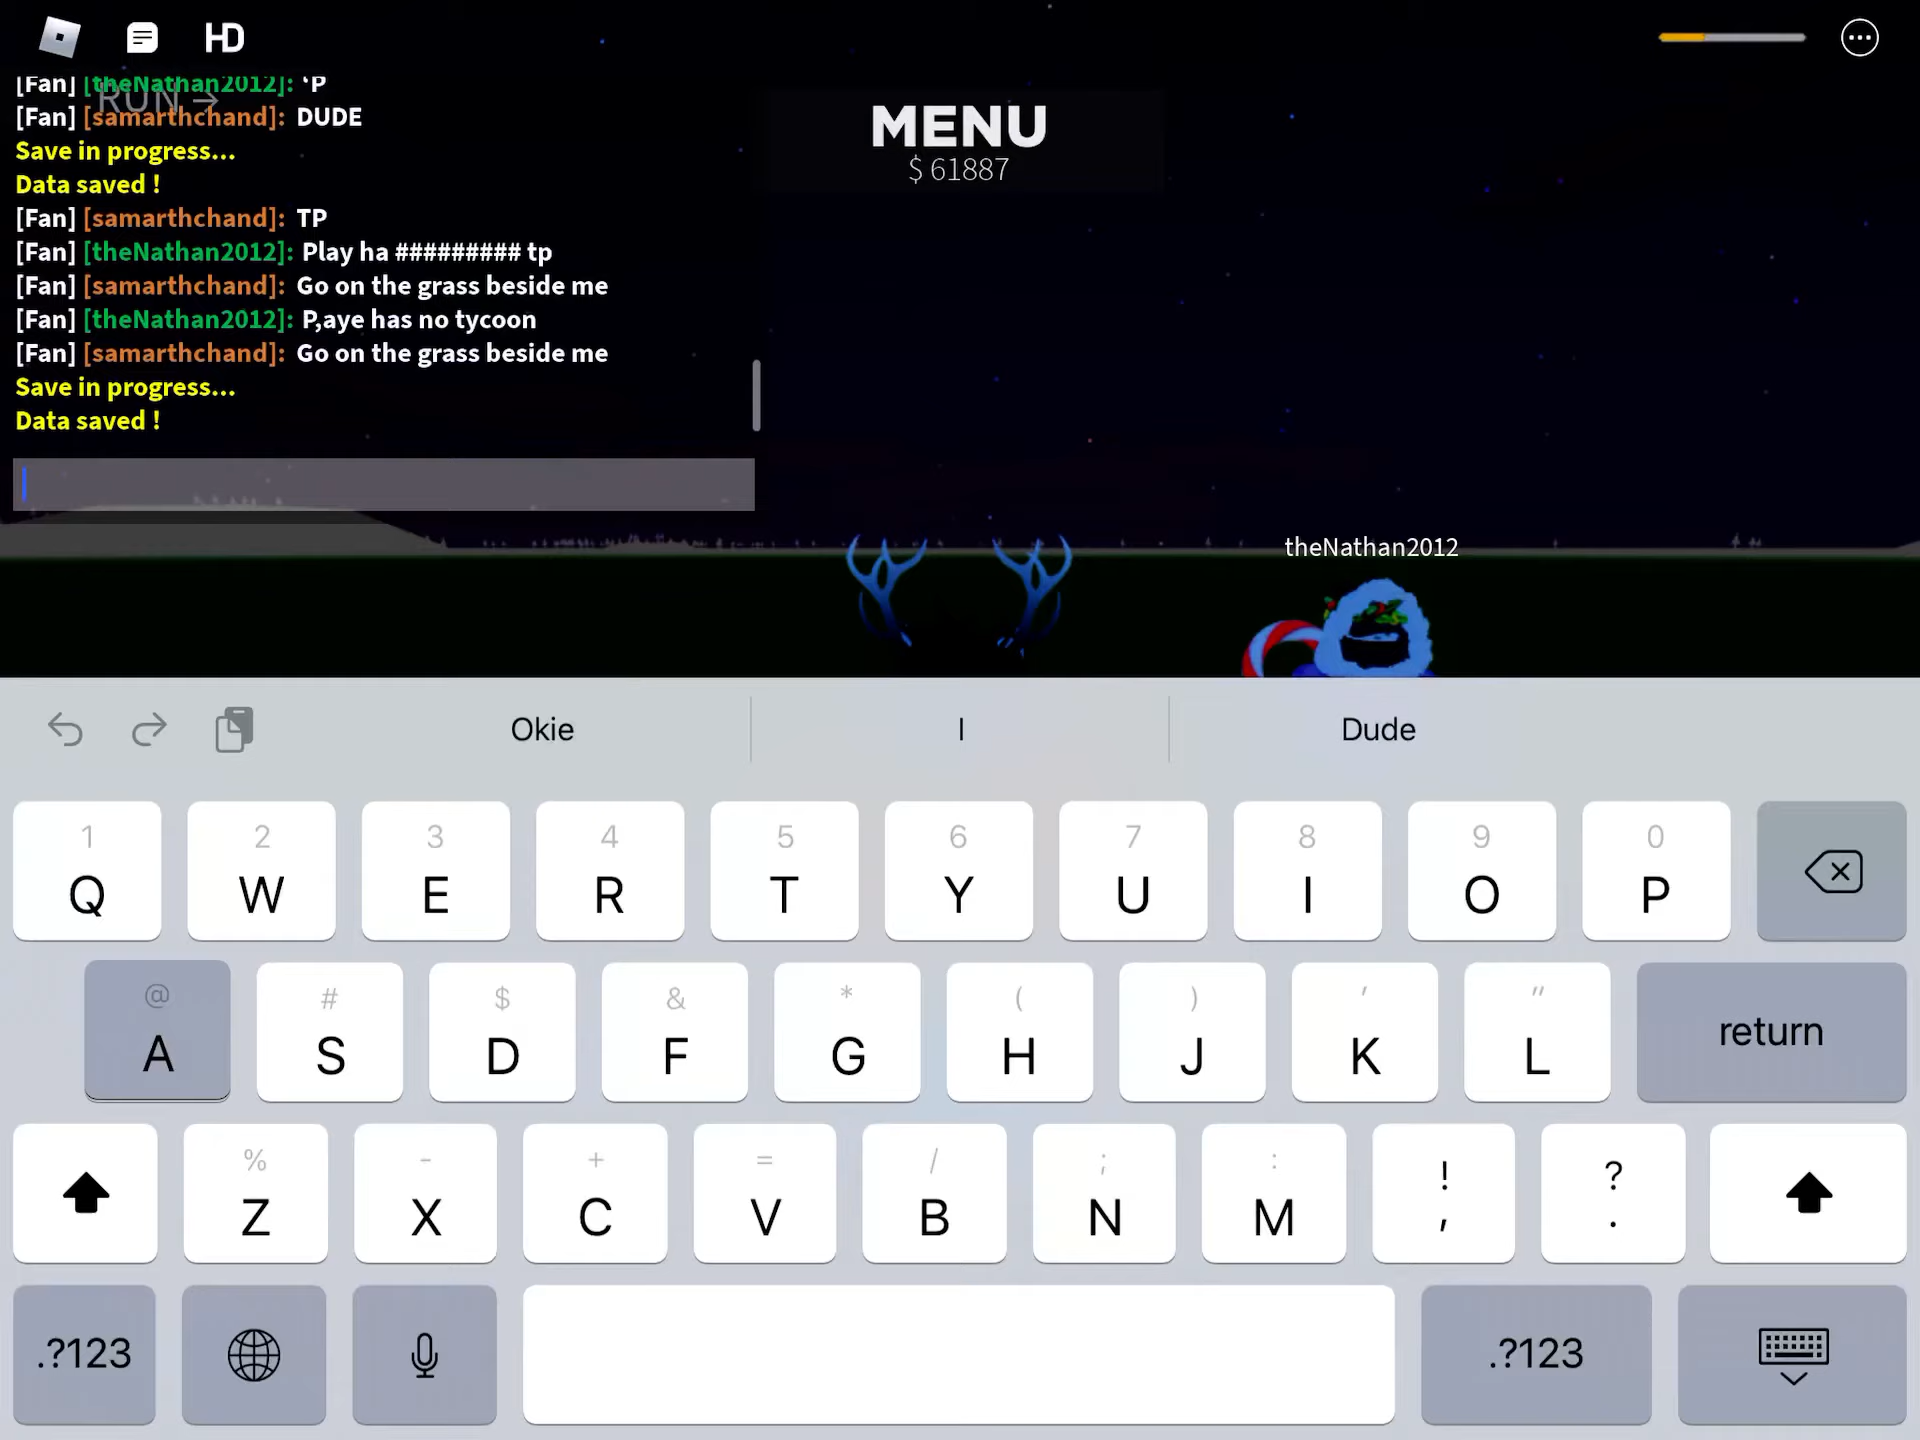 HD
[Fan] [theNathan2012]: ‘P
RUN →
[Fan] [samarthchand]: DUDE
Save in progress...
Data saved !
[Fan] [samarthchand]: TP
[Fan] [theNathan2012]: Play ha ######### tp
[Fan] [samarthchand]: Go on the grass beside me
[Fan] [theNathan2012]: P,aye has no tycoon
[Fan] [samarthchand]: Go on the grass beside me
Save in progress...
Data saved !
MENU
$ 61887
theNathan2012
Okie I Dude
1 2 3 4 5 6 7 8 9 0
Q W E R T Y U I O P
@ # $ & * ( ) ' "
A S D F G H J K L return
% - + = / ; : ! ?
Z X C V B N M , .
.?123 .?123